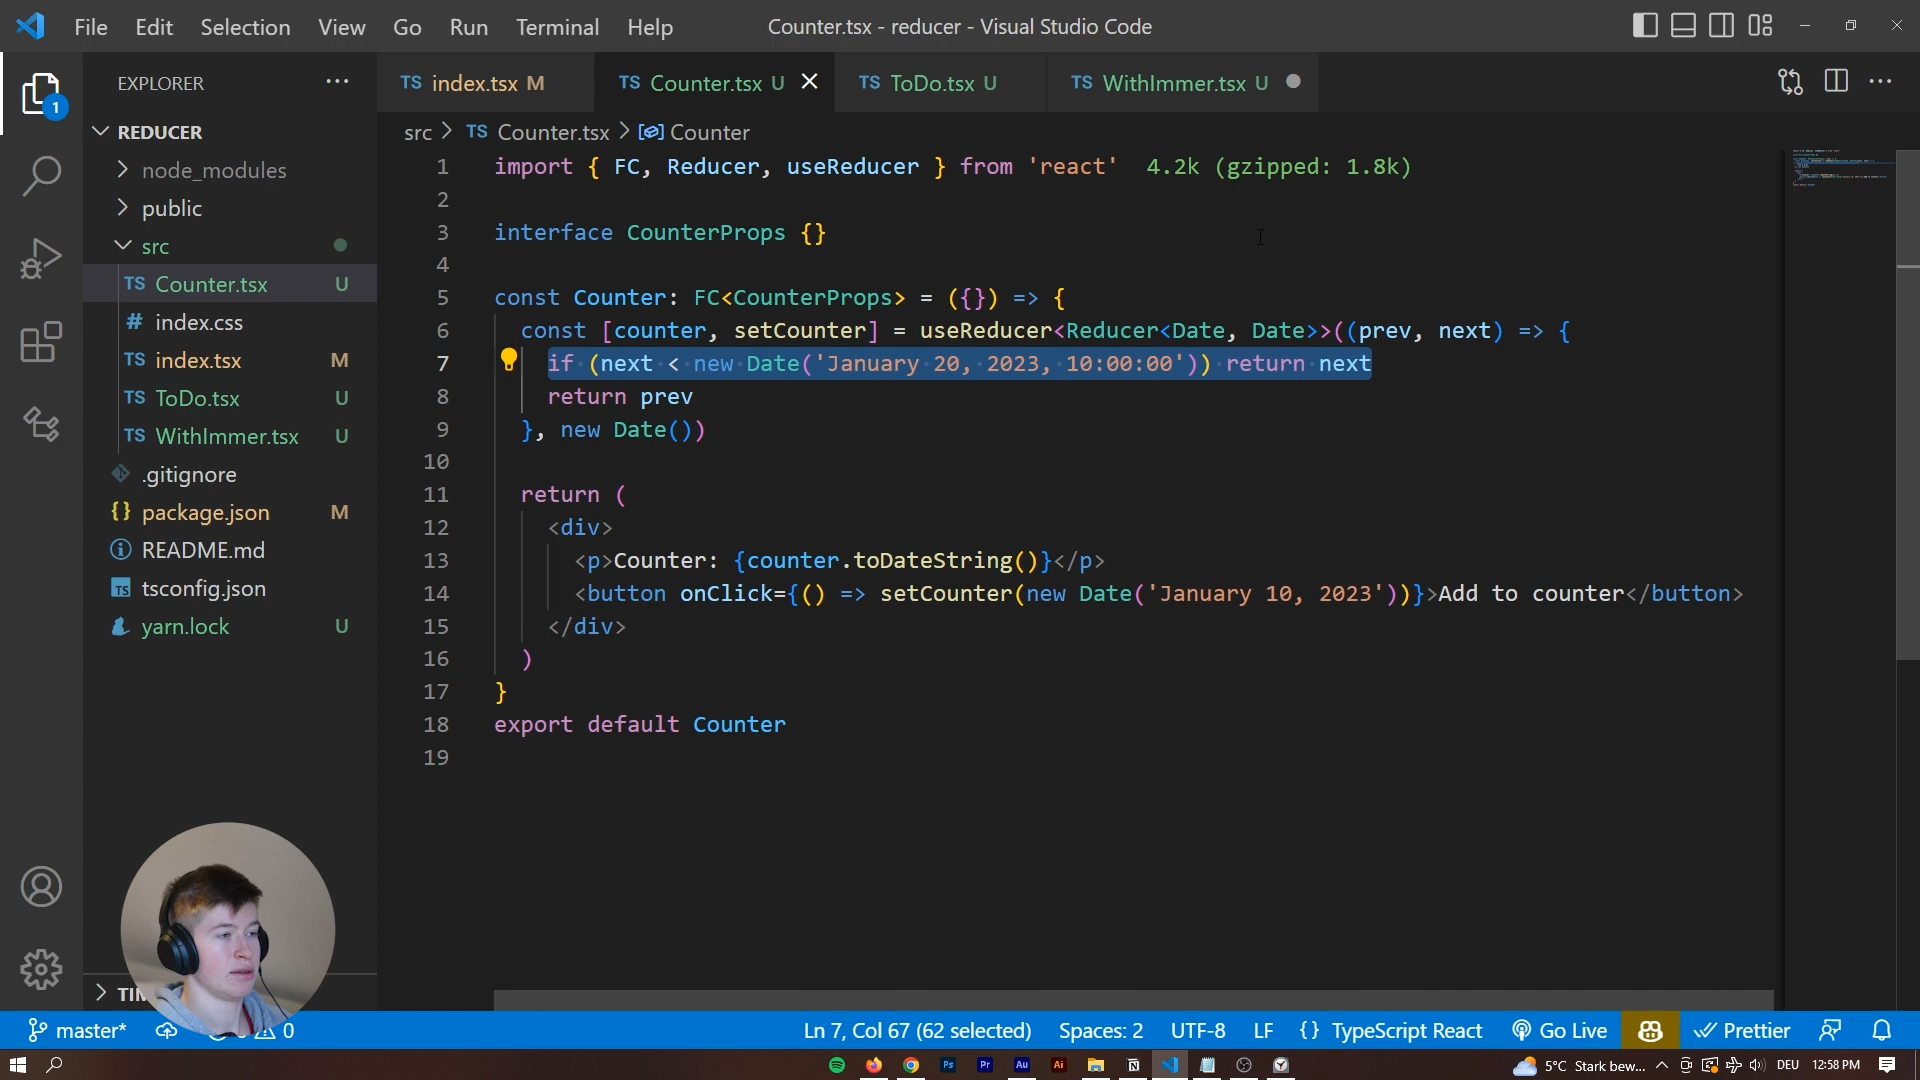 File Edit Selection View Go Run Terminal Help
Counter.tsx - reducer - Visual Studio Code
EXPLORER
REDUCER
node_modules
public
src
TS Counter.tsx U
# index.css
TS index.tsx M
TS ToDo.tsx U
TS WithImmer.tsx U
.gitignore
{} package.json M
README.md
TS tsconfig.json
yarn.lock U
TS index.tsx M
TS Counter.tsx U
TS ToDo.tsx U
TS WithImmer.tsx U
src > TS Counter.tsx > Counter
1 import { FC, Reducer, useReducer } from 'react' 4.2k (gzipped: 1.8k)
2
3 interface CounterProps {}
4
5 const Counter: FC<CounterProps> = ({}) => {
6 const [counter, setCounter] = useReducer<Reducer<Date, Date>>((prev, next) => {
7 if (next < new Date('January 20, 2023, 10:00:00')) return next
8 return prev
9 }, new Date())
10
11 return (
12 <div>
13 <p>Counter: {counter.toDateString()}</p>
14 <button onClick={() => setCounter(new Date('January 10, 2023'))}>Add to counter</button>
15 </div>
16 )
17 }
18 export default Counter
19
1
master* 0
Ln 7, Col 67 (62 selected) Spaces: 2 UTF-8 LF {} TypeScript React Go Live Prettier
Ps Pr Au Ai
5°C Stark bew... DEU 12:58 PM